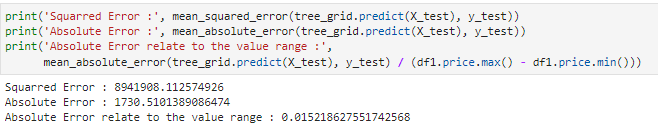 print('Squarred Error :', mean_squared_error(tree_grid.predict(X_test), y_test))
print('Absolute Error :', mean_absolute_error(tree_grid.predict(X_test), y_test))
print('Absolute Error relate to the value range :',
      mean_absolute_error(tree_grid.predict(X_test), y_test) / (df1.price.max() - df1.price.min()))
Squarred Error : 8941908.112574926
Absolute Error : 1730.5101389086474
Absolute Error relate to the value range : 0.015218627551742568